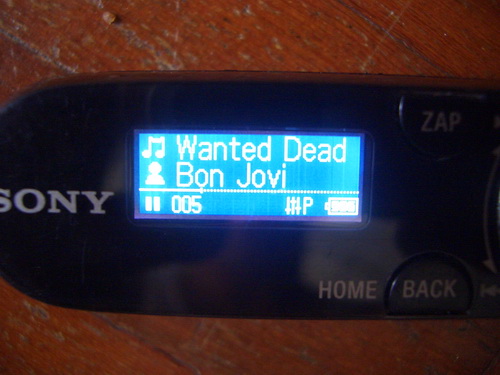 ZAP
Wanted Dead
Bon Jovi
SONY
005
P
HOME BACK